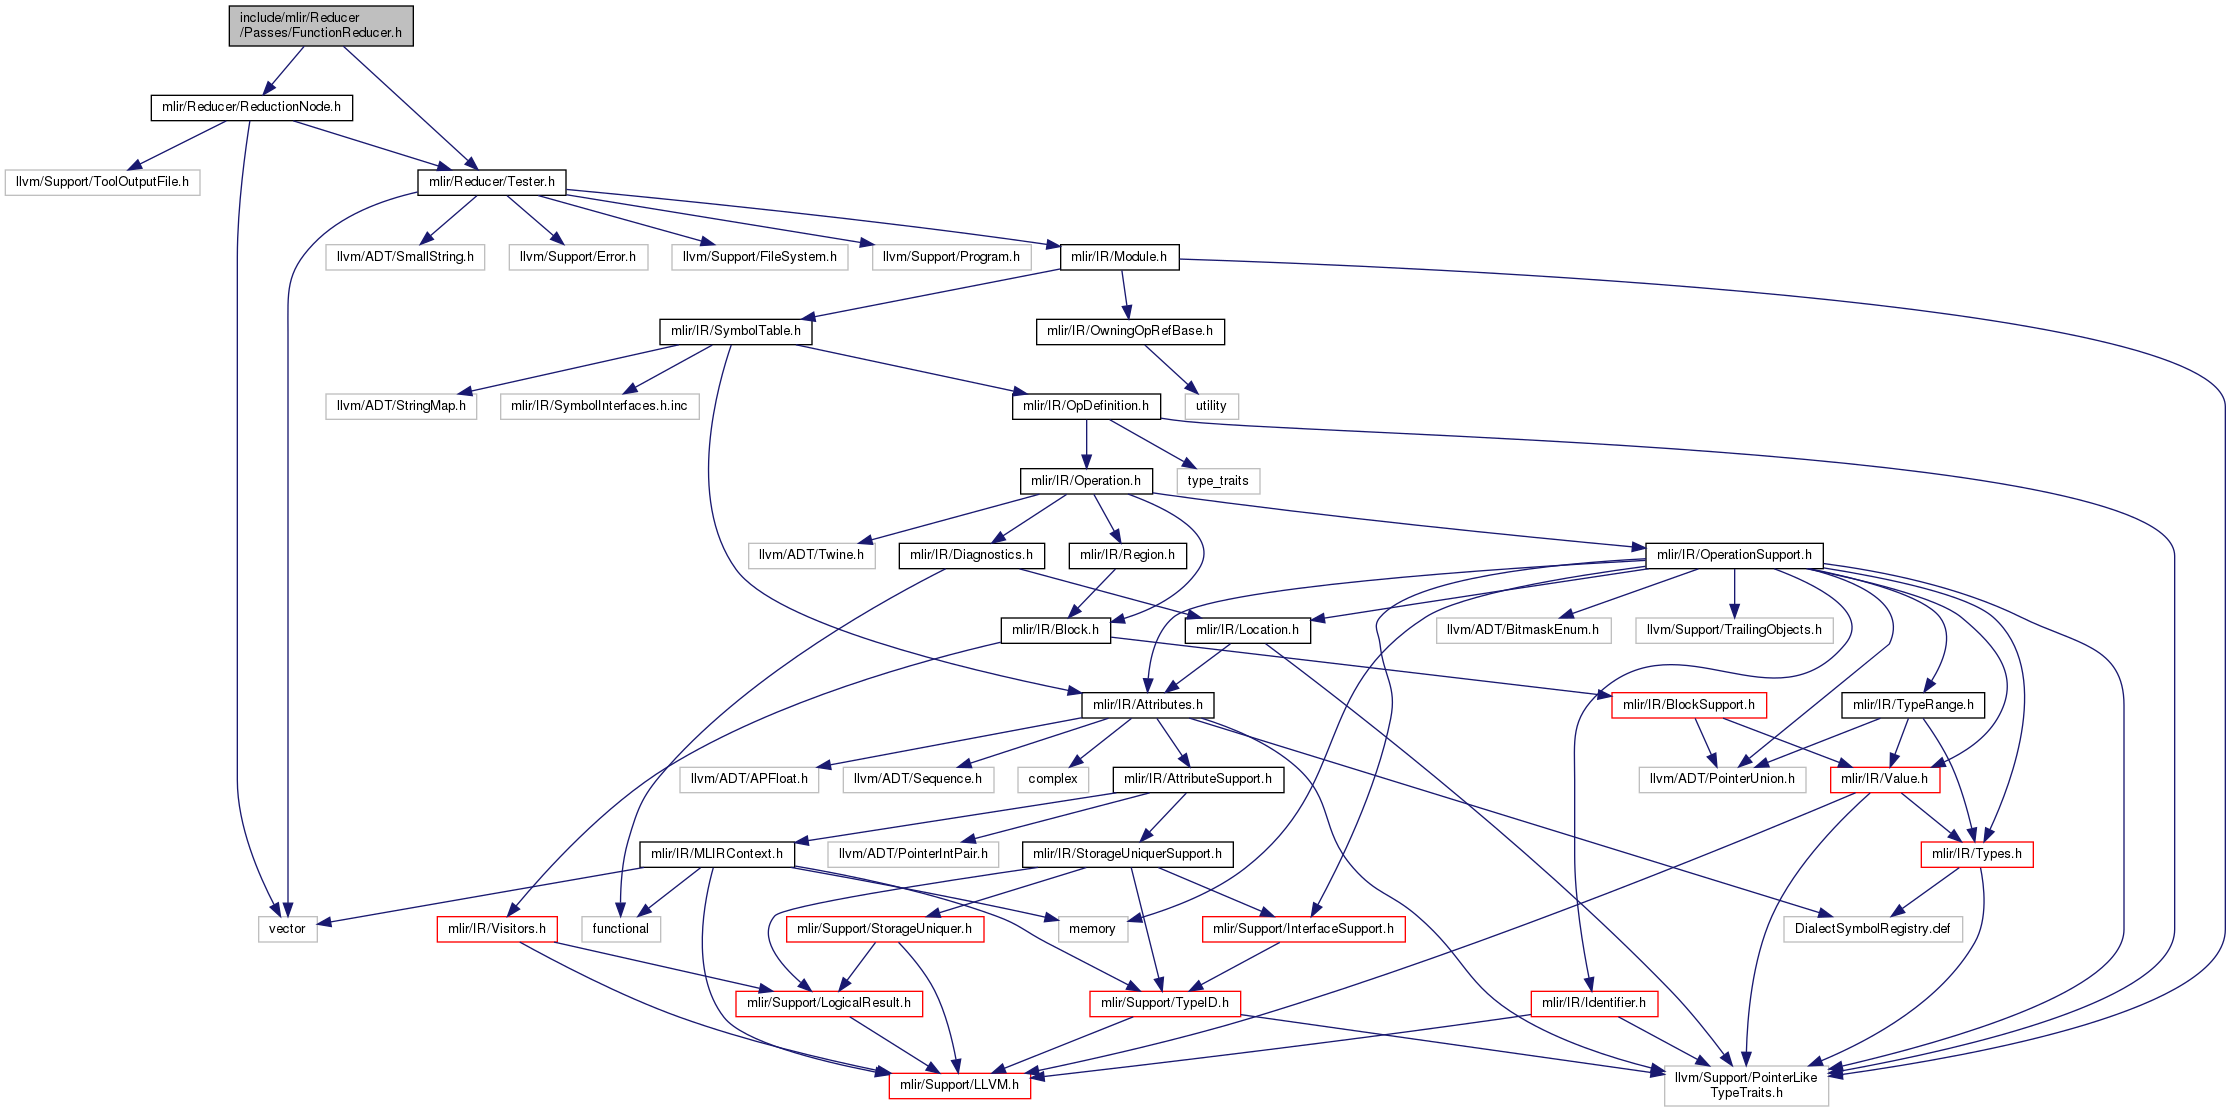 include/mlir/Reducer
/Passes/FunctionReducer.h
mlir/Reducer/ReductionNode.h
llvm/Support/ToolOutputFile.h
mlir/Reducer/Tester.h
llvm/ADT/SmallString.h
llvm/Support/Error.h
llvm/Support/FileSystem.h
llvm/Support/Program.h
mlir/IR/Module.h
mlir/IR/SymbolTable.h
mlir/IR/OwningOpRefBase.h
llvm/ADT/StringMap.h
mlir/IR/SymbolInterfaces.h.inc
mlir/IR/OpDefinition.h
utility
mlir/IR/Operation.h
type_traits
llvm/ADT/Twine.h
mlir/IR/Diagnostics.h
mlir/IR/Region.h
mlir/IR/OperationSupport.h
mlir/IR/Block.h
mlir/IR/Location.h
llvm/ADT/BitmaskEnum.h
llvm/Support/TrailingObjects.h
mlir/IR/Attributes.h
mlir/IR/BlockSupport.h
mlir/IR/TypeRange.h
llvm/ADT/APFloat.h
llvm/ADT/Sequence.h
complex
mlir/IR/AttributeSupport.h
llvm/ADT/PointerUnion.h
mlir/IR/Value.h
mlir/IR/MLIRContext.h
llvm/ADT/PointerIntPair.h
mlir/IR/StorageUniquerSupport.h
mlir/IR/Types.h
vector
mlir/IR/Visitors.h
functional
mlir/Support/StorageUniquer.h
memory
mlir/Support/InterfaceSupport.h
DialectSymbolRegistry.def
mlir/Support/LogicalResult.h
mlir/Support/TypeID.h
mlir/IR/Identifier.h
mlir/Support/LLVM.h
llvm/Support/PointerLike
TypeTraits.h